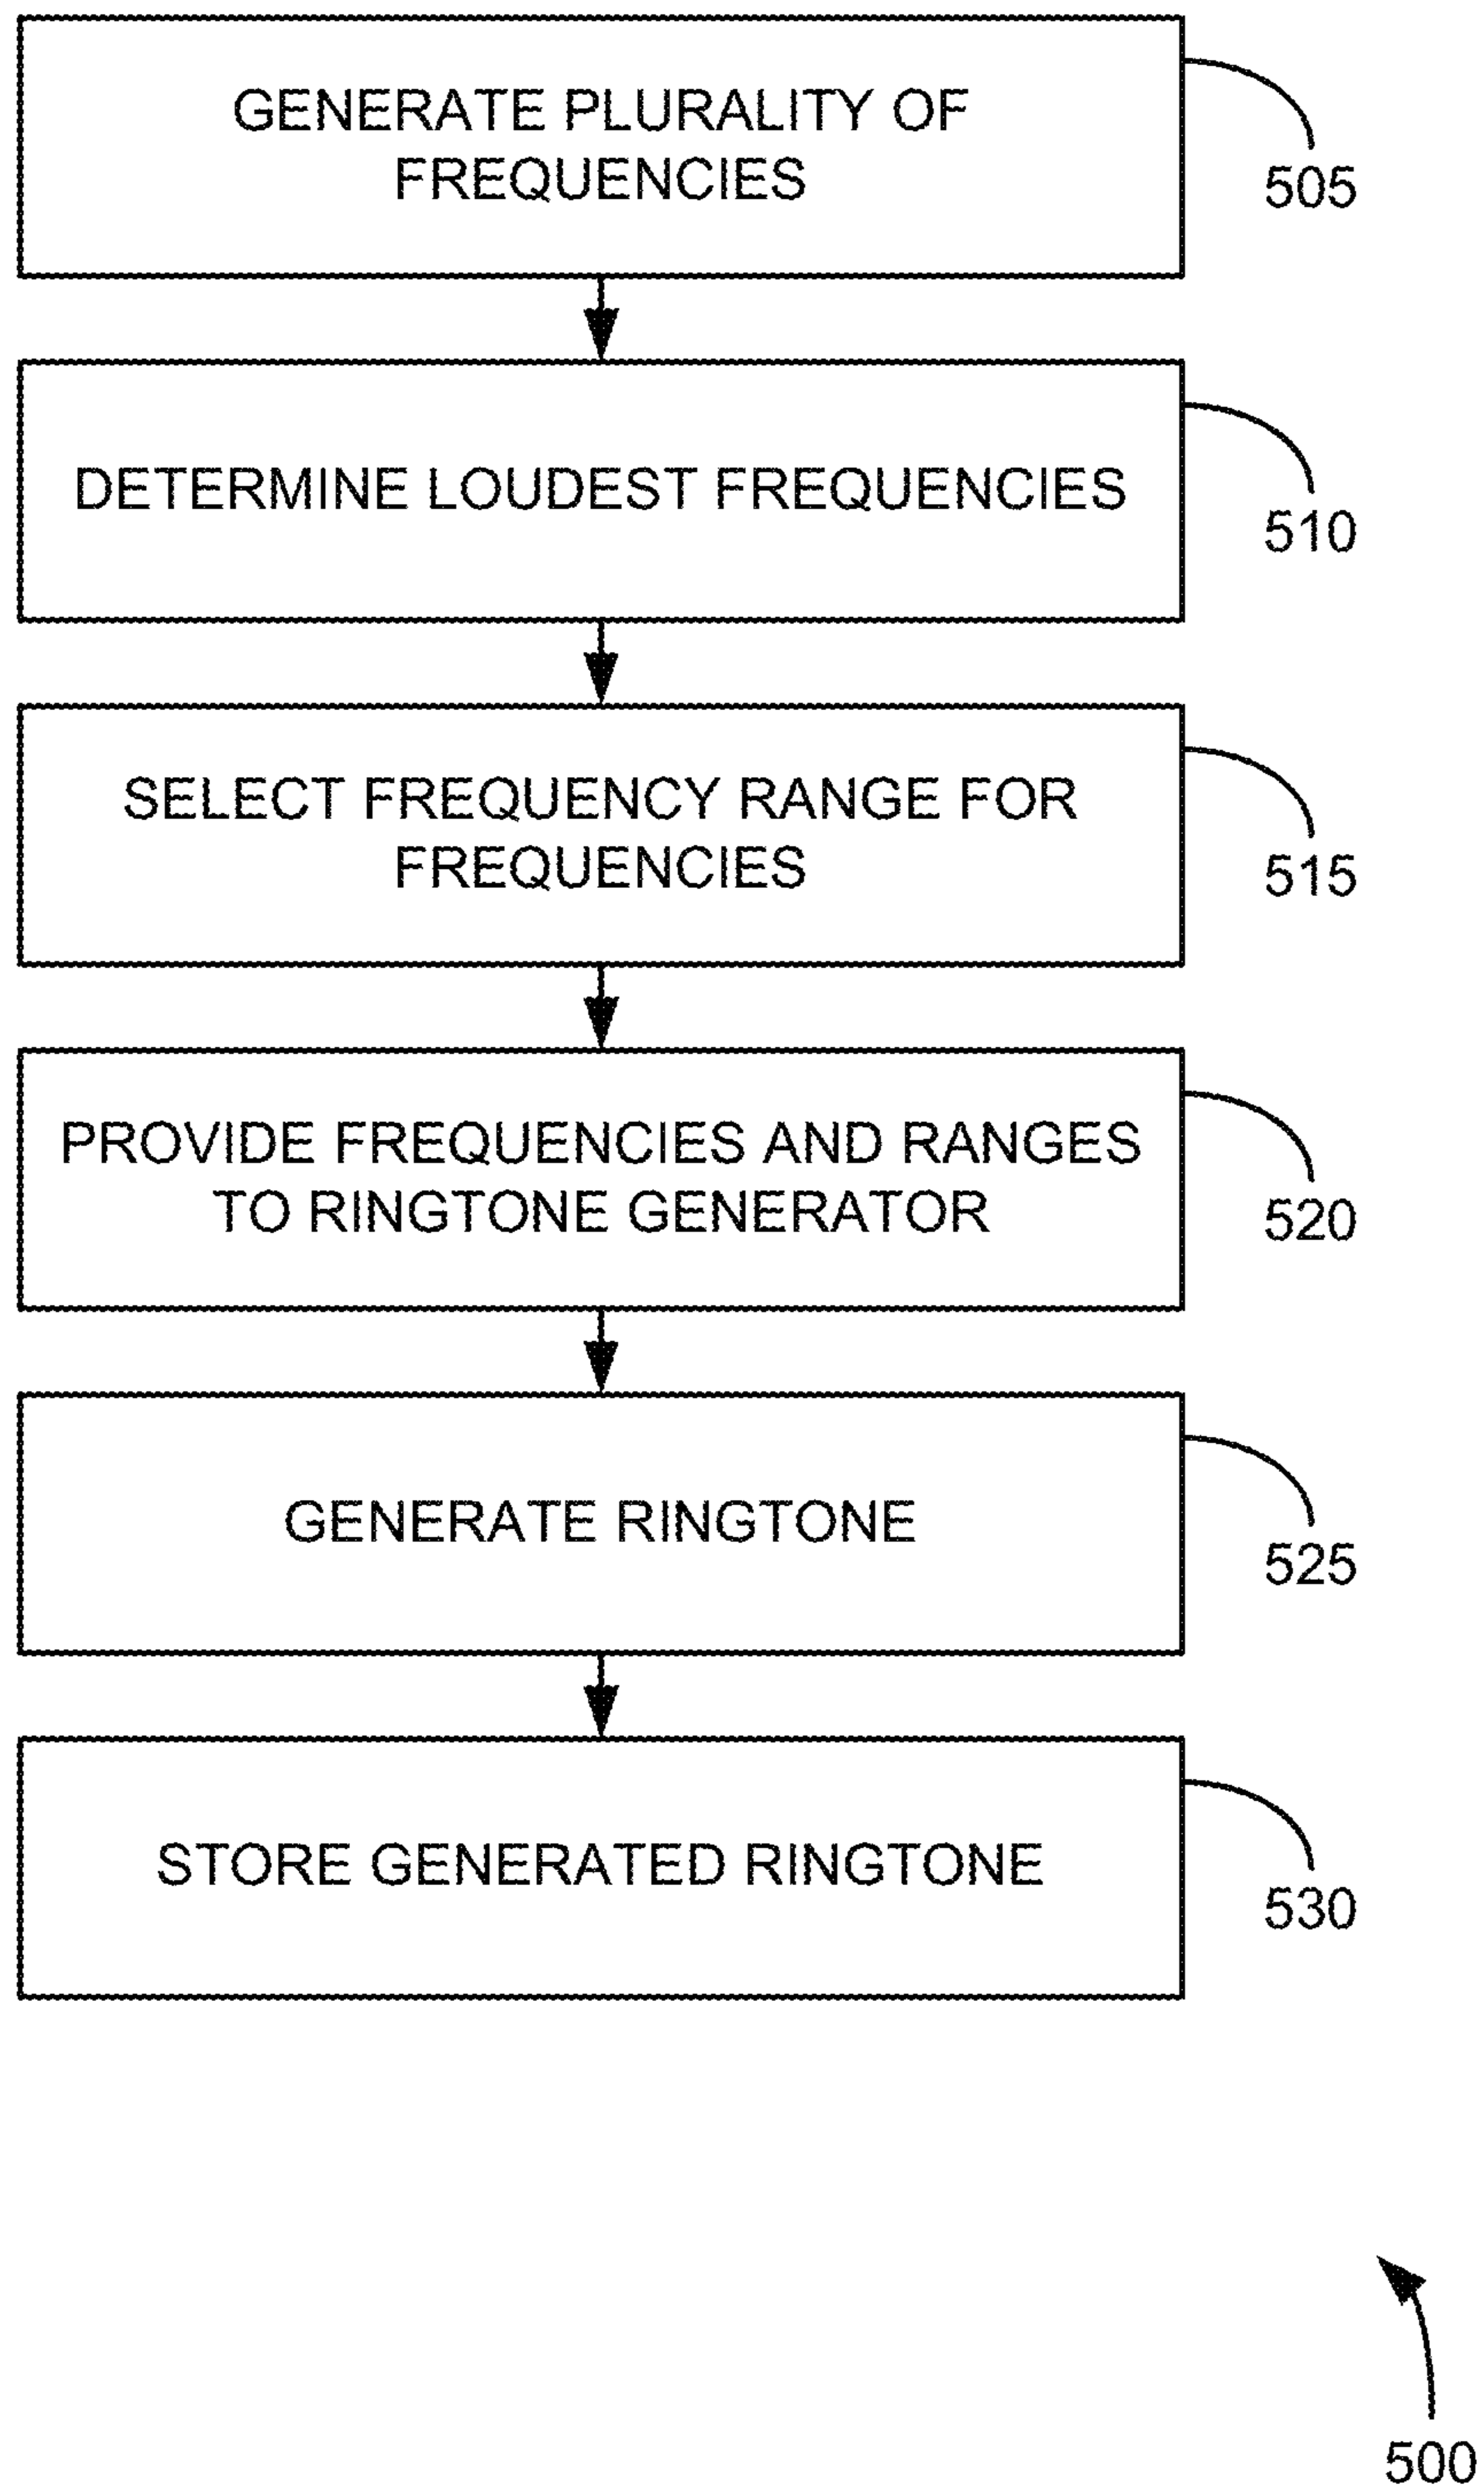 GENERATE PLURALITY OF
FREQUENCIES
505
DETERMINE LOUDEST FREQUENCIES
510
SELECT FREQUENCY RANGE FOR
FREQUENCIES
515
PROVIDE FREQUENCIES AND RANGES
TO RINGTONE GENERATOR
520
GENERATE RINGTONE
525
STORE GENERATED RINGTONE
530
500